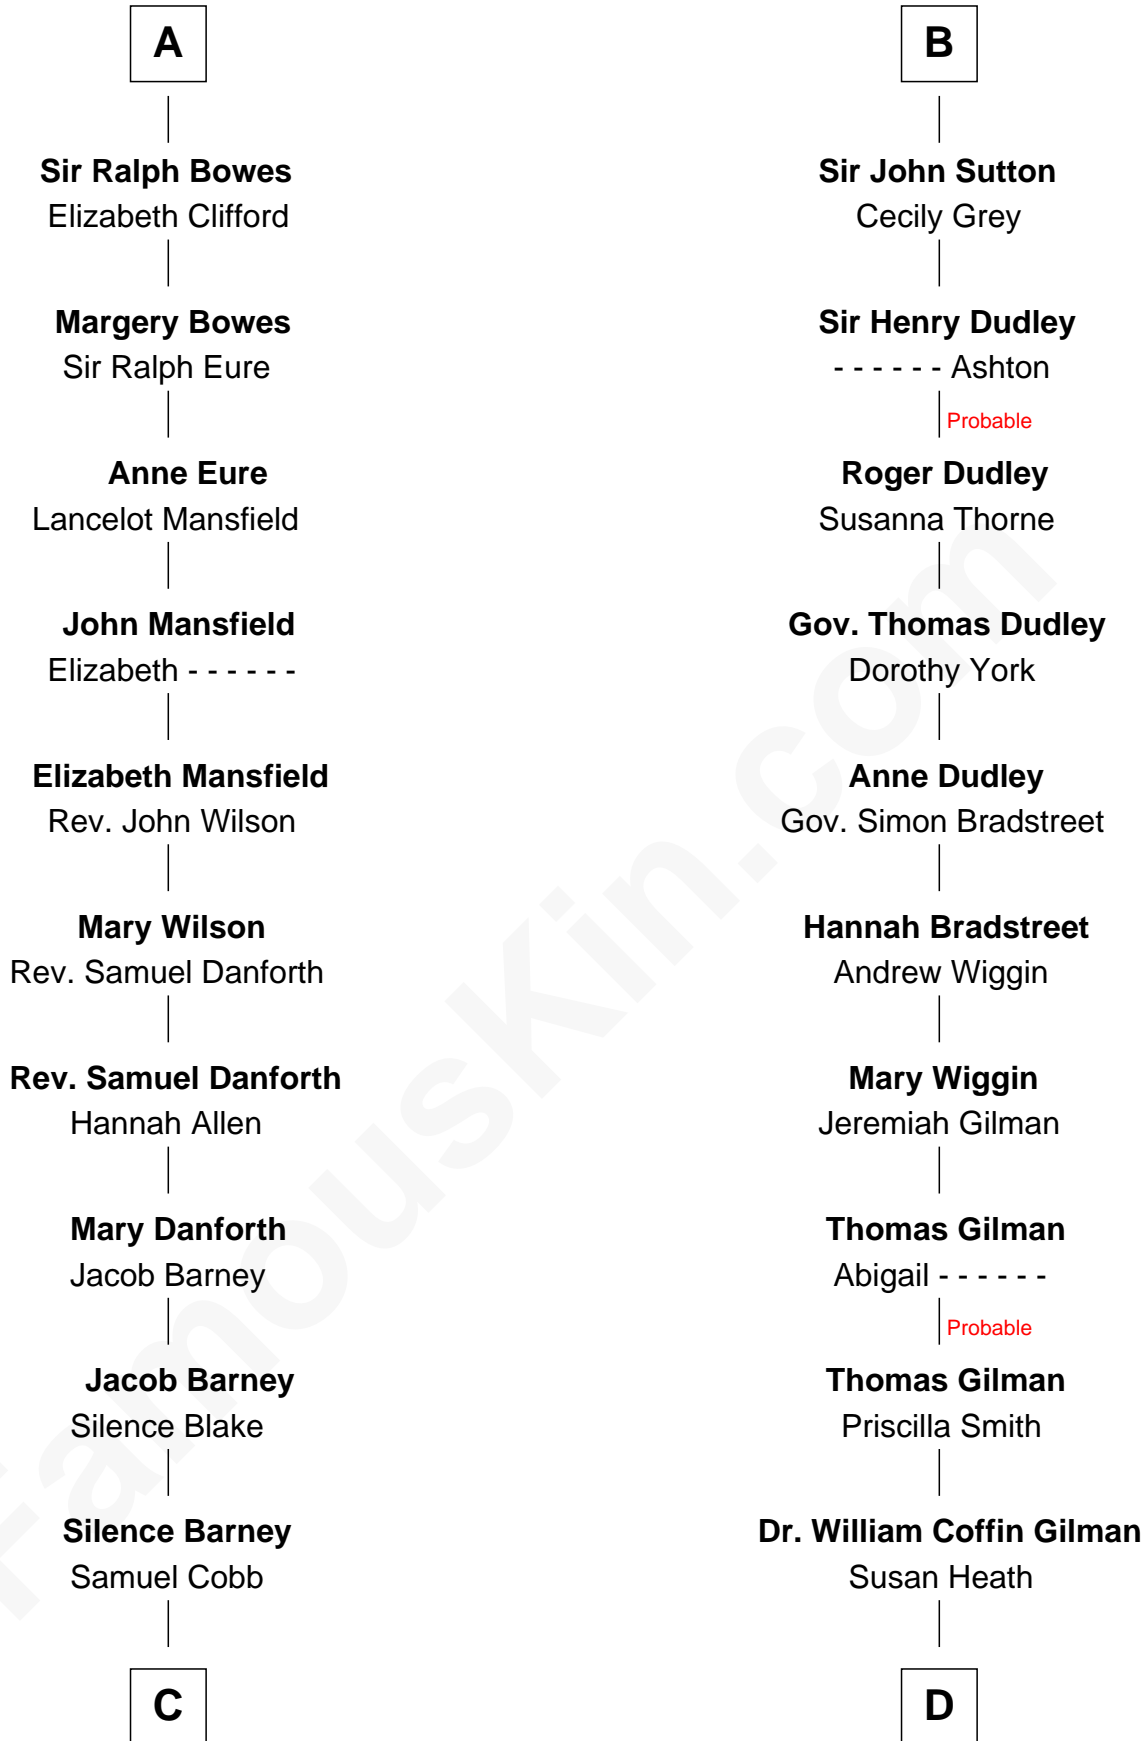 A
Sir Ralph Bowes
Elizabeth Clifford
Margery Bowes
Sir Ralph Eure
Anne Eure
Lancelot Mansfield
John Mansfield
Elizabeth - - - - - -
Elizabeth Mansfield
Rev. John Wilson
Mary Wilson
Rev. Samuel Danforth
Rev. Samuel Danforth
Hannah Allen
Mary Danforth
Jacob Barney
Jacob Barney
Silence Blake
Silence Barney
Samuel Cobb
C
B
Sir John Sutton
Cecily Grey
Sir Henry Dudley
- - - - - - Ashton
Probable
Roger Dudley
Susanna Thorne
Gov. Thomas Dudley
Dorothy York
Anne Dudley
Gov. Simon Bradstreet
Hannah Bradstreet
Andrew Wiggin
Mary Wiggin
Jeremiah Gilman
Thomas Gilman
Abigail - - - - - -
Probable
Thomas Gilman
Priscilla Smith
Dr. William Coffin Gilman
Susan Heath
D
FamousKin.com